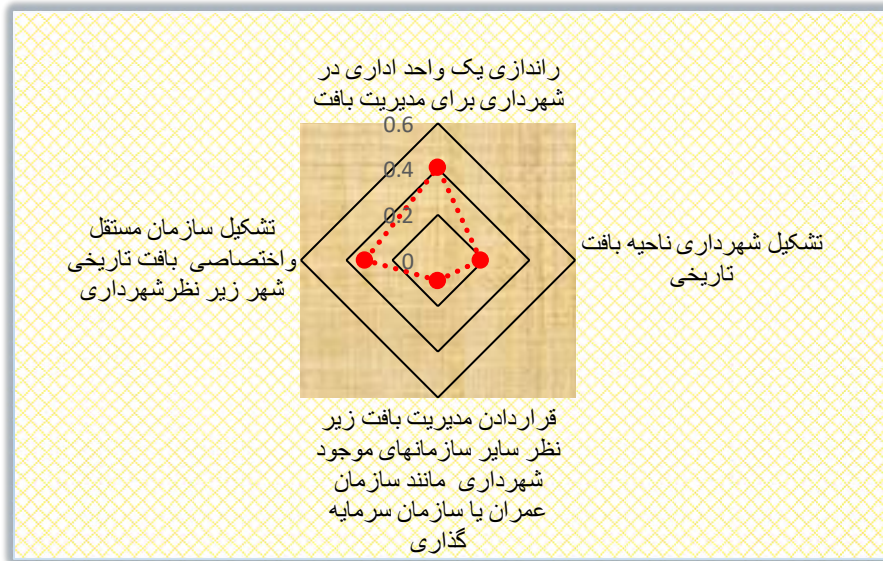 راندازی یک واحد اداری در
شهرداری برای مدیریت بافت
0.6
0.4
0.2
0
تشکیل شهرداری ناحیه بافت
تاریخی
قراردادن مدیریت بافت زیر
نظر سایر سازمانهای موجود
شهرداری مانند سازمان
عمران یا سازمان سرمایه
گذاری
تشکیل سازمان مستقل
واختصاصی بافت تاریخی
شهر زیر نظرشهرداری